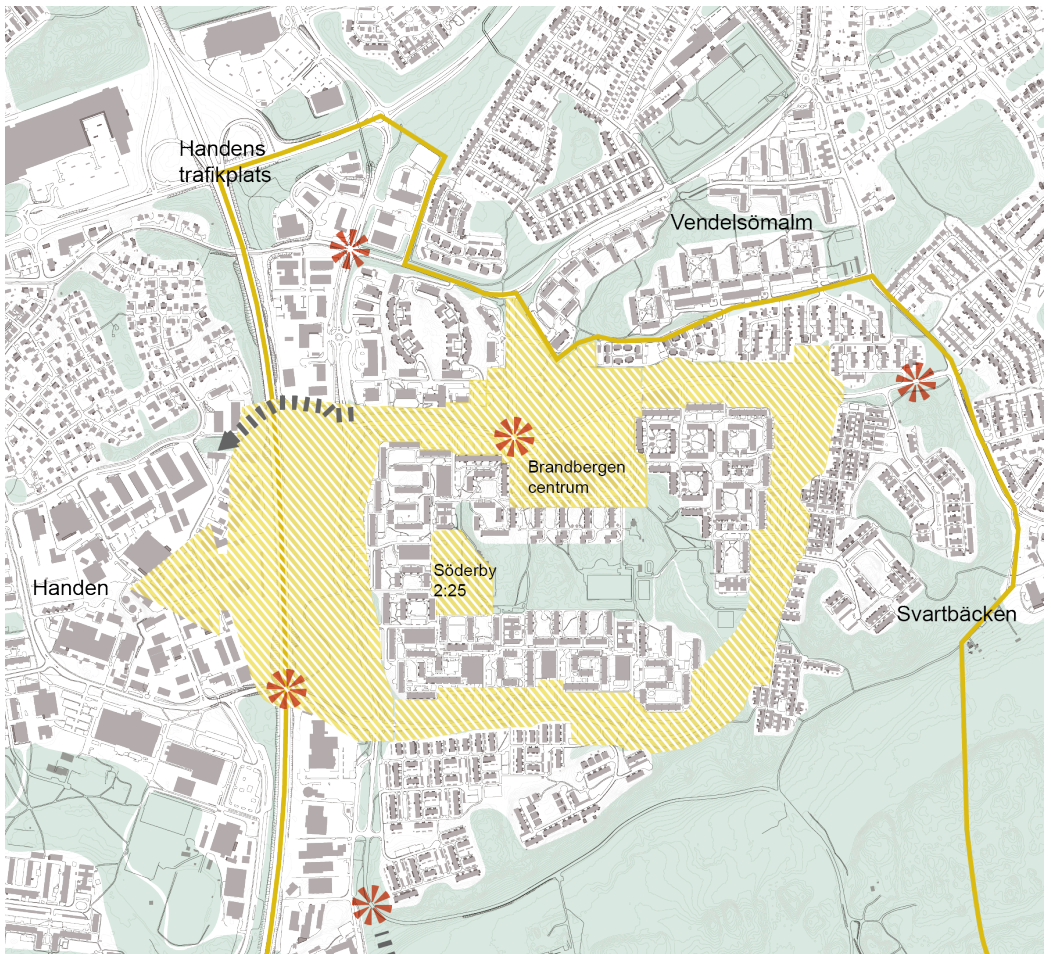 Handens
trafikplats
Vendelsömalm
Brandbergen
centrum
Söderby
2:25
Handen
Svartbäcken